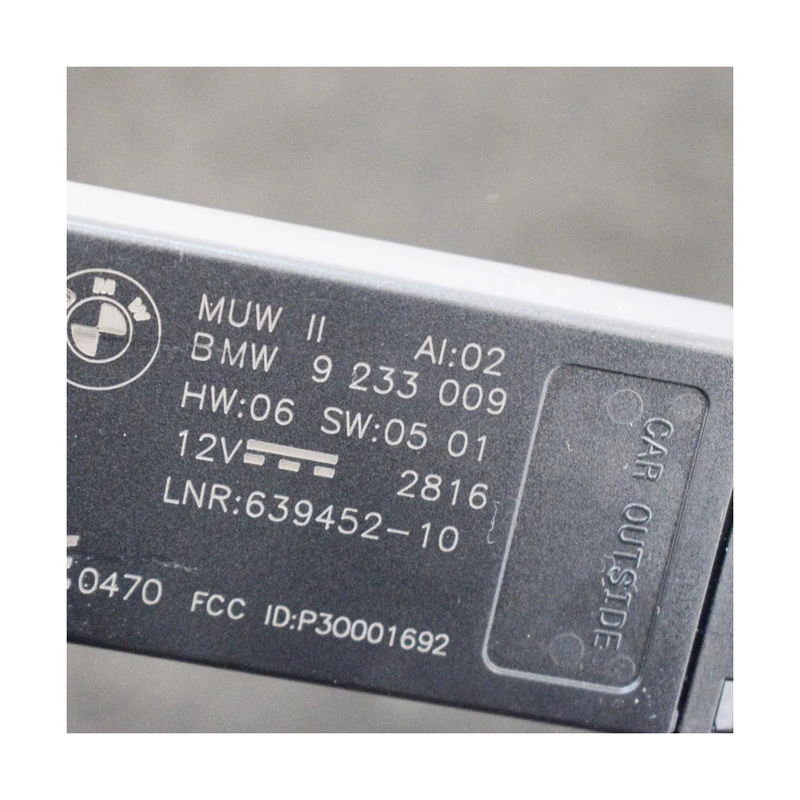 BMW
MUW II AI:02
BMW 9 233 009
HW:06 SW:05 01
12V 2816
LNR:639452-10
0470 FCC ID:P30001692
CAR OUTSIDE